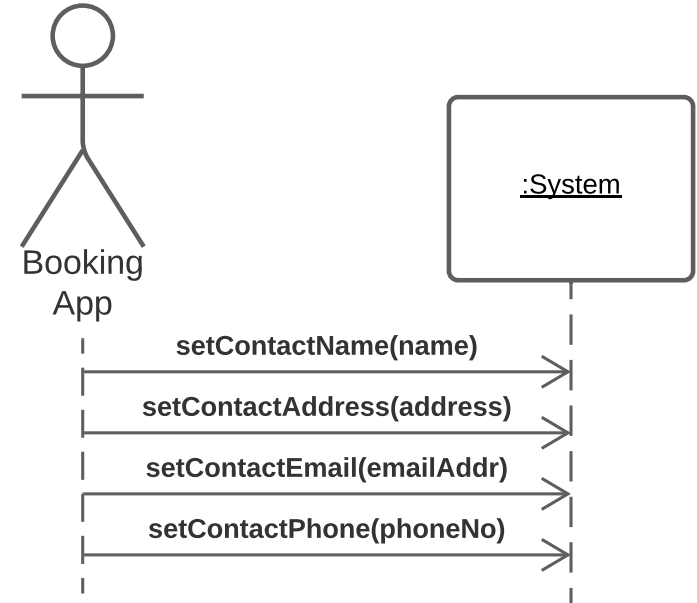 :System
Booking
App
setContactName(name)
setContactAddress(address)
setContactEmail(emailAddr)
setContactPhone(phoneNo)